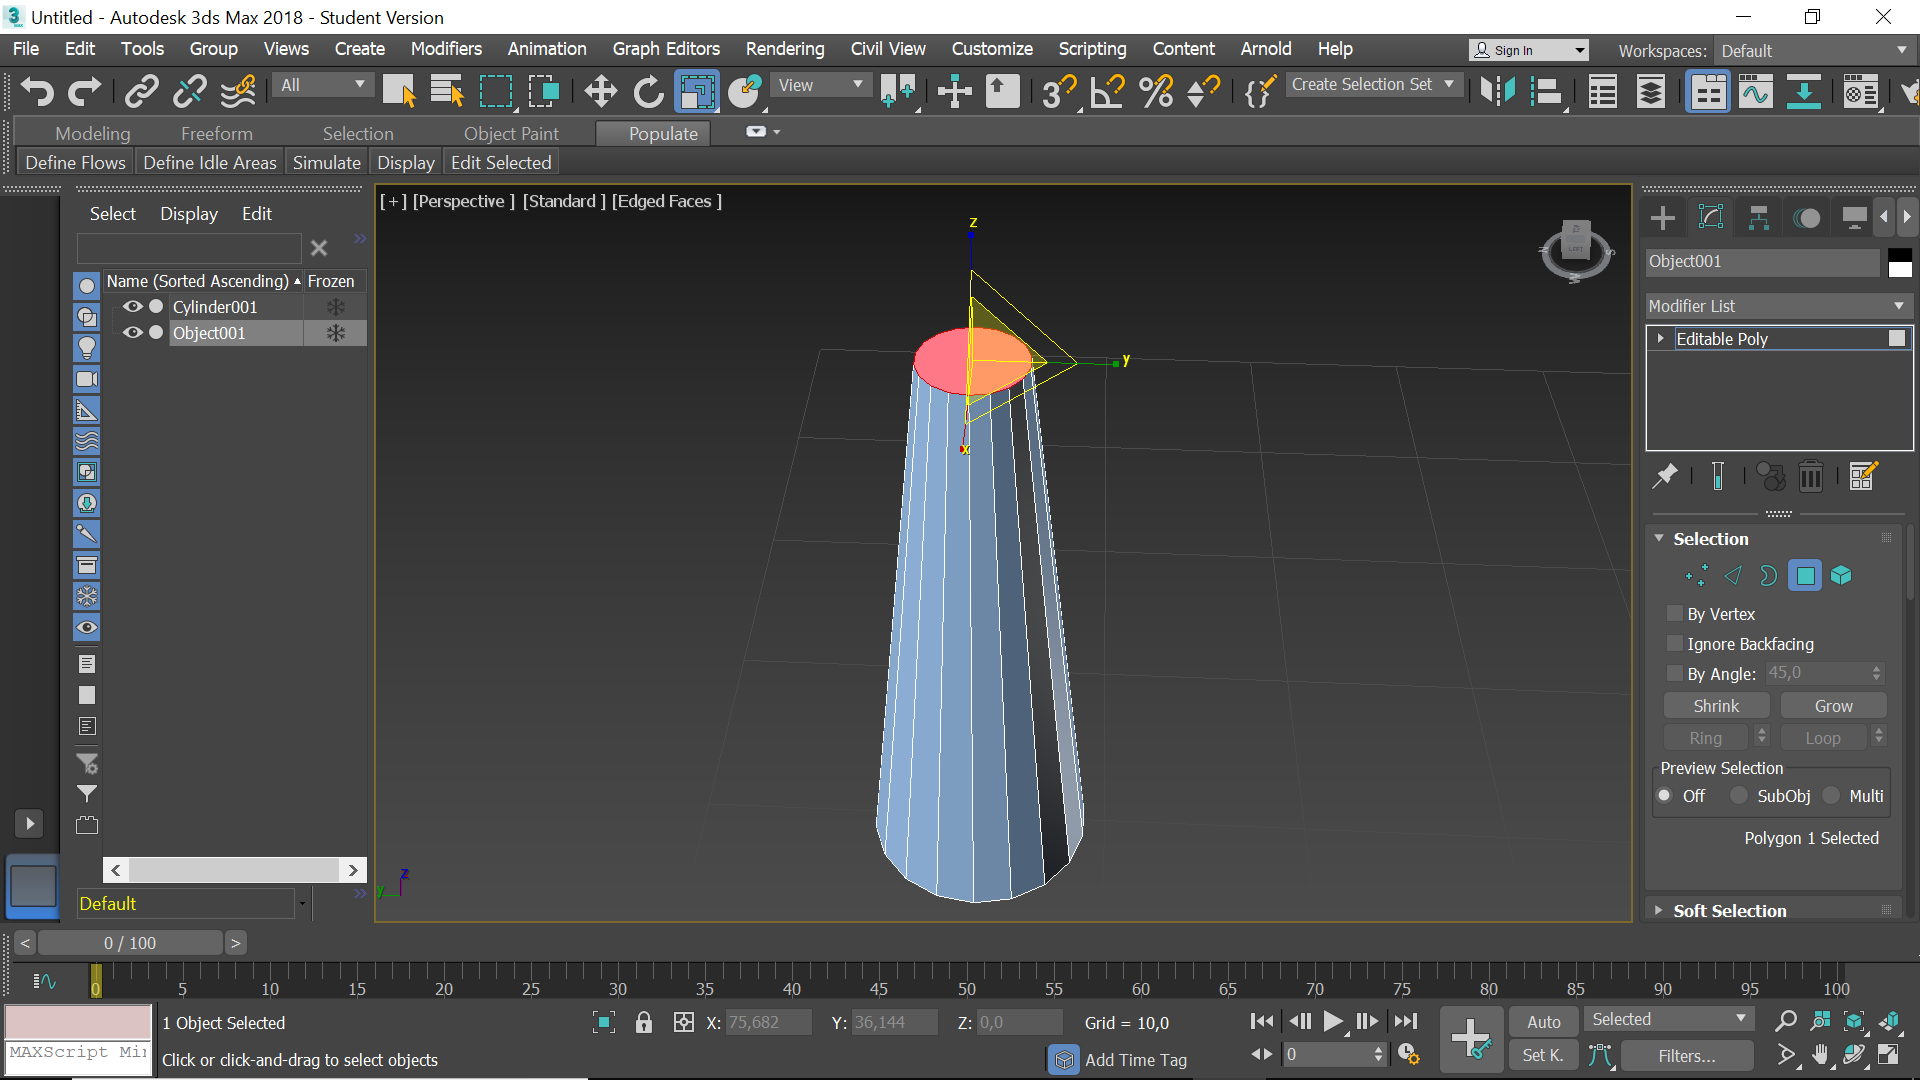 Untitled - Autodesk 3ds Max 2018 - Student Version
File Edit Tools Group Views Create Modifiers Animation Graph Editors Rendering Civil View Customize Scripting Content Arnold Help Sign In Workspaces: Default
All View 3 Create Selection Set
Modeling Freeform Selection Object Paint Populate
Define Flows Define Idle Areas Simulate Display Edit Selected
[ + ] [Perspective ] [Standard ] [Edged Faces ]
Select Display Edit
Name (Sorted Ascending) Frozen
Cylinder001
Object001
Default
z
y
x
z
y
LEFT
N
S
W
Object001
Modifier List
Editable Poly
Selection
By Vertex
Ignore Backfacing
By Angle: 45,0
Shrink Grow
Ring Loop
Preview Selection
Off SubObj Multi
Polygon 1 Selected
Soft Selection
< 0 / 100 >
0 5 10 15 20 25 30 35 40 45 50 55 60 65 70 75 80 85 90 95 100
1 Object Selected X: 75,682 Y: 36,144 Z: 0,0 Grid = 10,0 Auto Selected
MAXScript Mi
Click or click-and-drag to select objects Add Time Tag 0 Set K. Filters...